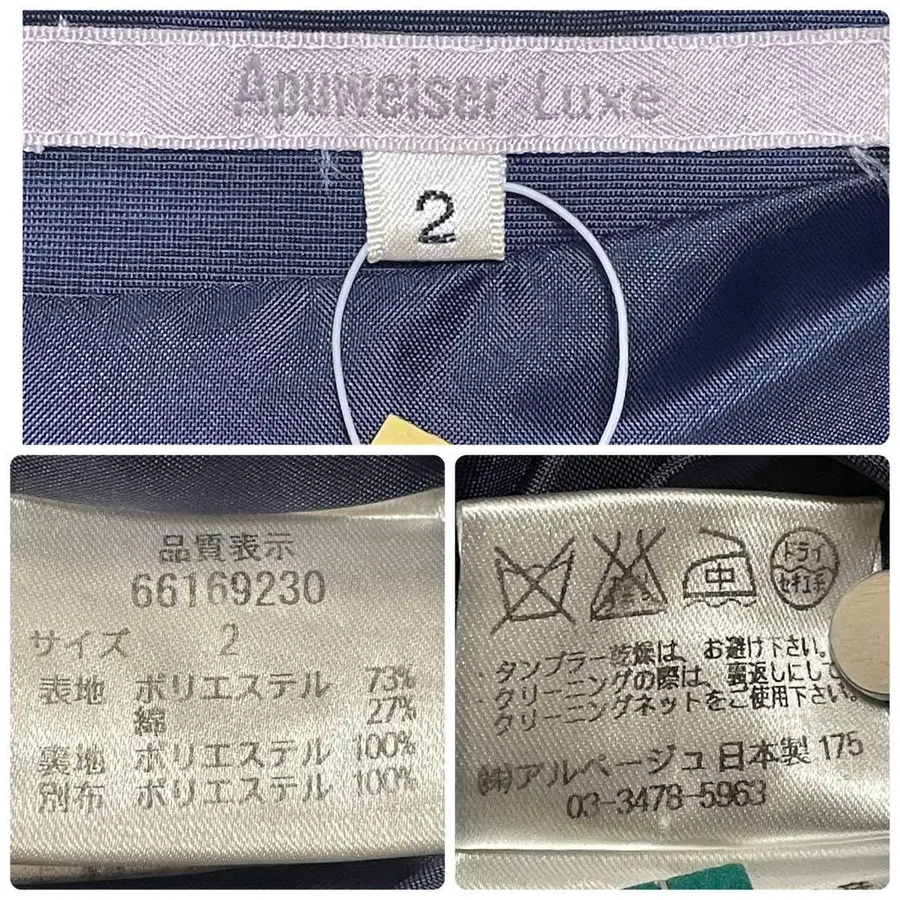 Apuweiser Luxe
2
品質表示
66169230
サイズ 2
表地 ポリエステル 73%
綿 27%
裏地 ポリエステル 100%
別布 ポリエステル 100%
中 ドライ
セキユ系
タンブラー乾燥は、お避け下さい。
クリーニングの際は、裏返しにして
クリーニングネットをご使用下さい。
㈱アルページュ 日本製 175
03-3478-5963